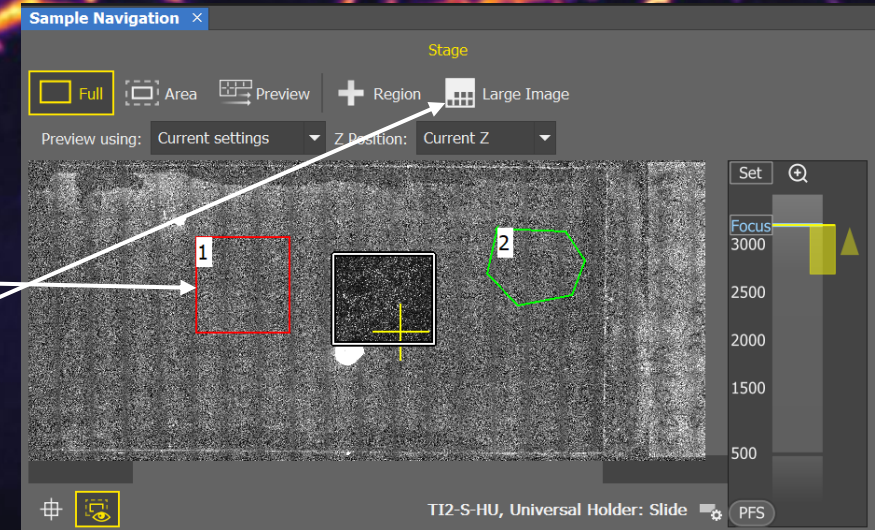 Sample Navigation ×
Stage
Full Area Preview Region Large Image
Preview using: Current settings Z Position: Current Z
Set
1
2
Focus
3000
2500
2000
1500
500
TI2-S-HU, Universal Holder: Slide
PFS